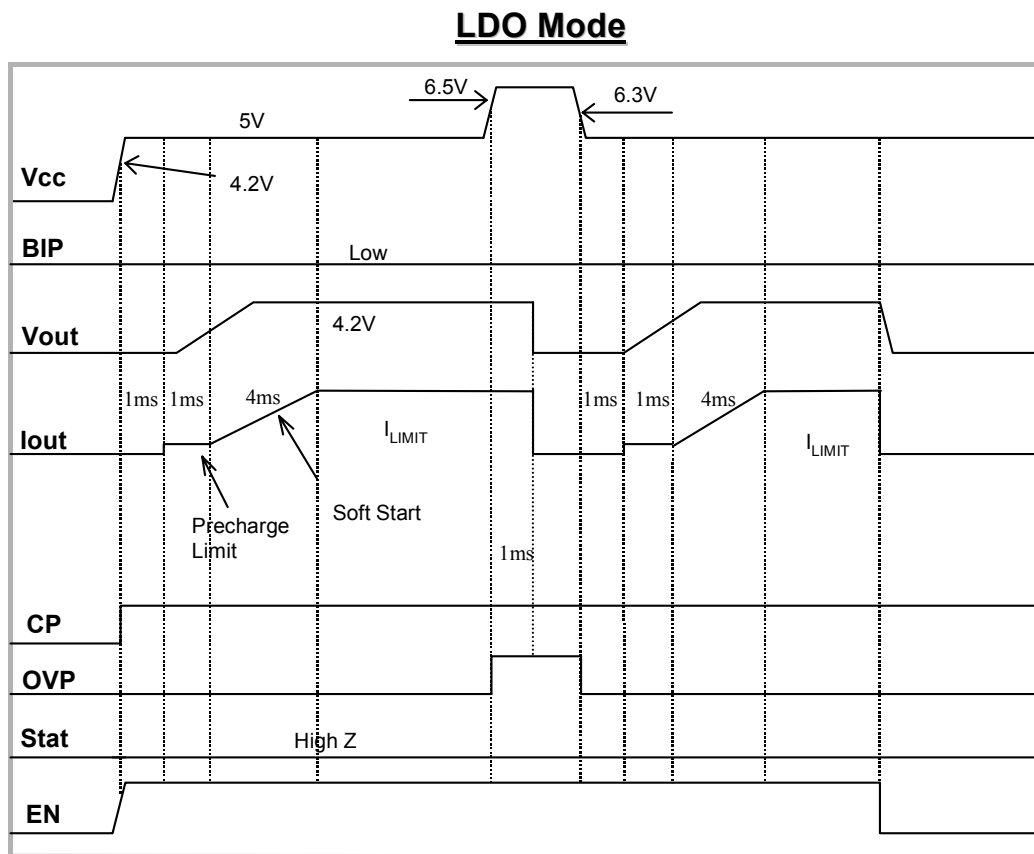 LDO Mode
6.5V
6.3V
5V
4.2V
Vcc
BIP
Low
Vout
4.2V
1ms 1ms 4ms 1ms 1ms 4ms
Iout
ILIMIT
ILIMIT
Precharge
Limit
Soft Start
1ms
CP
OVP
Stat
High Z
EN